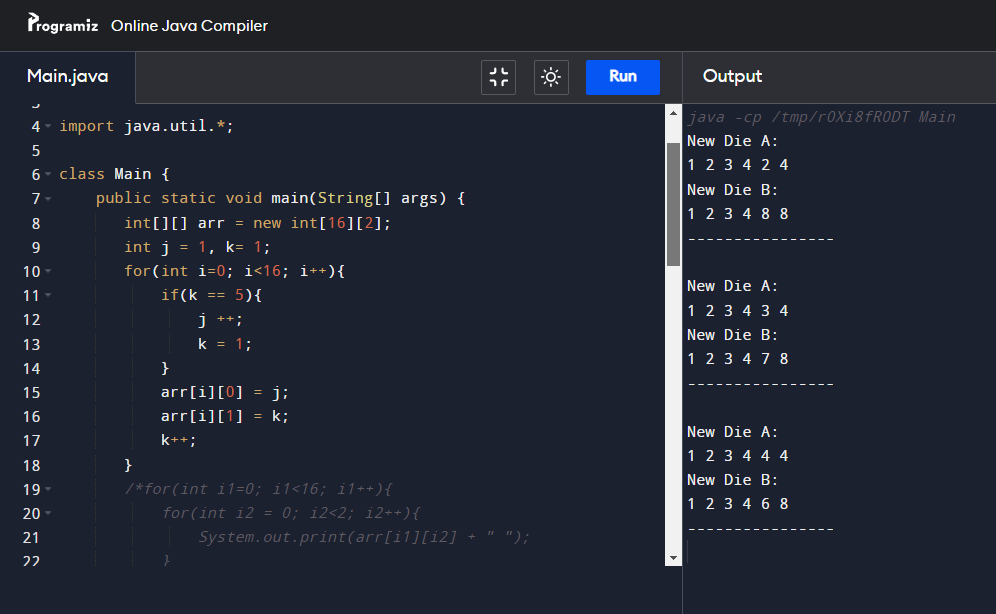 Programiz Online Java Compiler
Main.java
Run
Output
3
4 import java.util.*;
5
6 class Main {
7 public static void main(String[] args) {
8 int[][] arr = new int[16][2];
9 int j = 1, k= 1;
10 for(int i=0; i<16; i++){
11 if(k == 5){
12 j ++;
13 k = 1;
14 }
15 arr[i][0] = j;
16 arr[i][1] = k;
17 k++;
18 }
19 /*for(int i1=0; i1<16; i1++){
20 for(int i2 = 0; i2<2; i2++){
21 System.out.print(arr[i1][i2] + " ");
22 }
java -cp /tmp/rOXi8fRODT Main
New Die A:
1 2 3 4 2 4
New Die B:
1 2 3 4 8 8
----------------
New Die A:
1 2 3 4 3 4
New Die B:
1 2 3 4 7 8
----------------
New Die A:
1 2 3 4 4 4
New Die B:
1 2 3 4 6 8
----------------